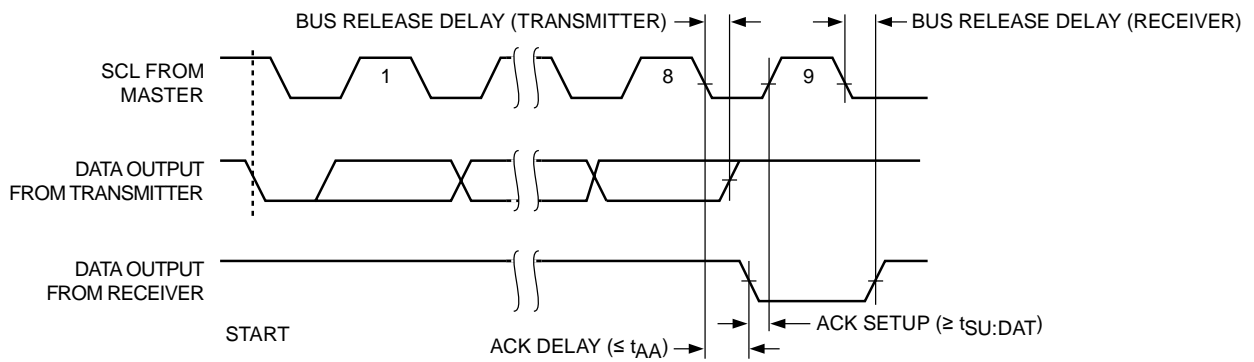 BUS RELEASE DELAY (TRANSMITTER)
BUS RELEASE DELAY (RECEIVER)
SCL FROM
MASTER
1
8
9
DATA OUTPUT
FROM TRANSMITTER
DATA OUTPUT
FROM RECEIVER
START
ACK SETUP (≥ tSU:DAT)
ACK DELAY (≤ tAA)